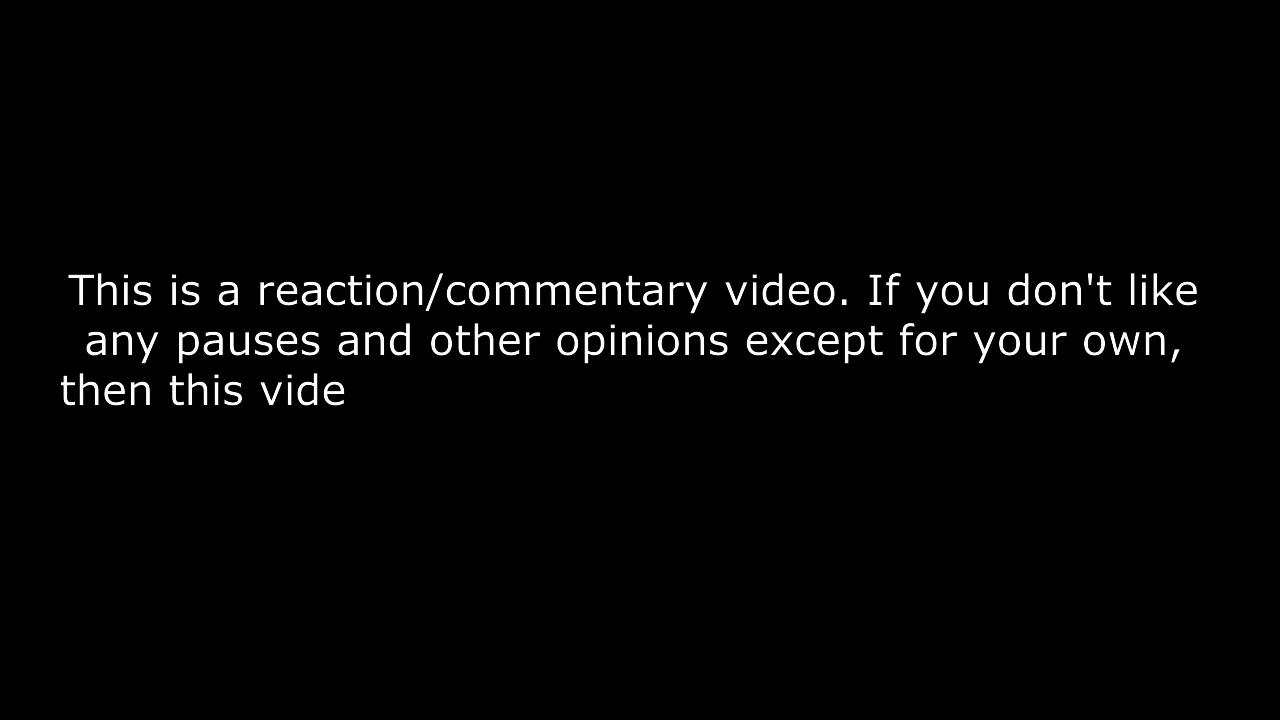 This is a reaction/commentary video. If you don't like
any pauses and other opinions except for your own,
then this vide